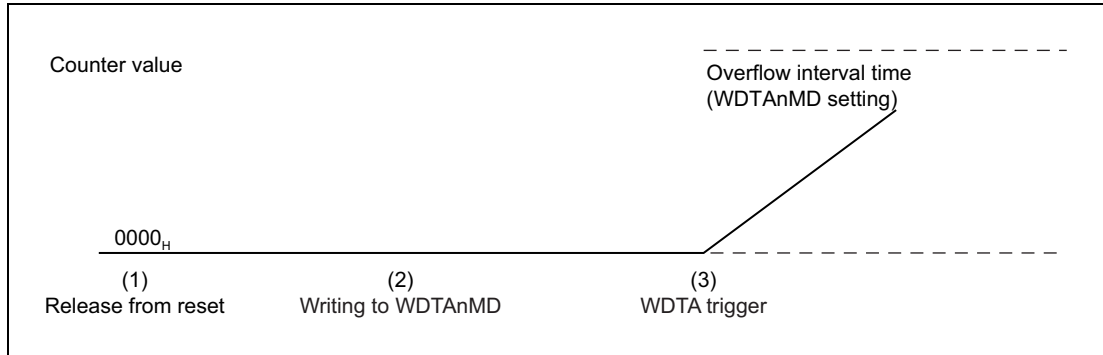 Counter value
Overflow interval time
(WDTAnMD setting)
0000H
(1)
(2)
(3)
Release from reset
Writing to WDTAnMD
WDTA trigger